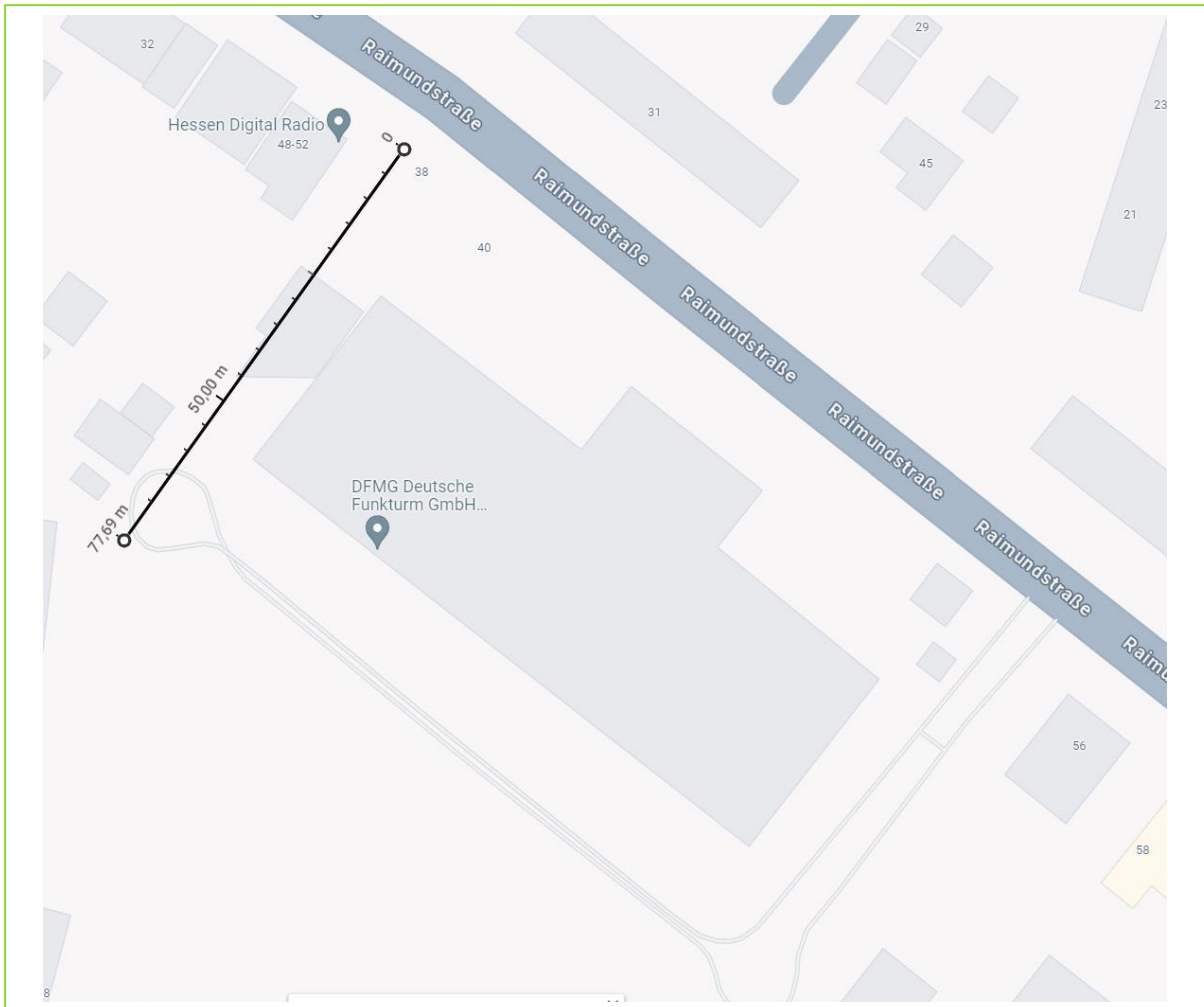 32
29
Raimundstraße
31
23
Hessen Digital Radio
48-52
0
38
45
Raimundstraße
21
40
Raimundstraße
50,00 m
Raimundstraße
DFMG Deutsche
Funkturm GmbH...
77,69 m
Raimundstraße
56
58
8